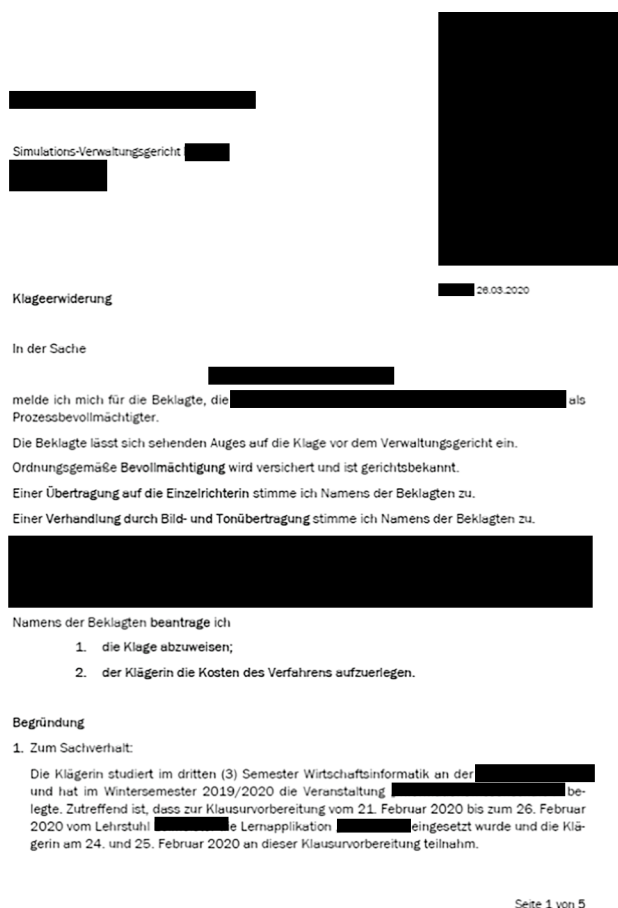 Simulations-Verwaltungsgericht
26.03.2020
Klageerwiderung
In der Sache
melde ich mich für die Beklagte, die als
Prozessbevollmächtigter.
Die Beklagte lässt sich sehenden Auges auf die Klage vor dem Verwaltungsgericht ein.
Ordnungsgemäße Bevollmächtigung wird versichert und ist gerichtsbekannt.
Einer Übertragung auf die Einzelrichterin stimme ich Namens der Beklagten zu.
Einer Verhandlung durch Bild- und Tonübertragung stimme ich Namens der Beklagten zu.
Namens der Beklagten beantrage ich
1. die Klage abzuweisen;
2. der Klägerin die Kosten des Verfahrens aufzuerlegen.
Begründung
1. Zum Sachverhalt:
Die Klägerin studiert im dritten (3) Semester Wirtschaftsinformatik an der
und hat im Wintersemester 2019/2020 die Veranstaltung be-
legte. Zutreffend ist, dass zur Klausurvorbereitung vom 21. Februar 2020 bis zum 26. Februar
2020 vom Lehrstuhl e Lernapplikation eingesetzt wurde und die Klä-
gerin am 24. und 25. Februar 2020 an dieser Klausurvorbereitung teilnahm.
Seite 1 von 5